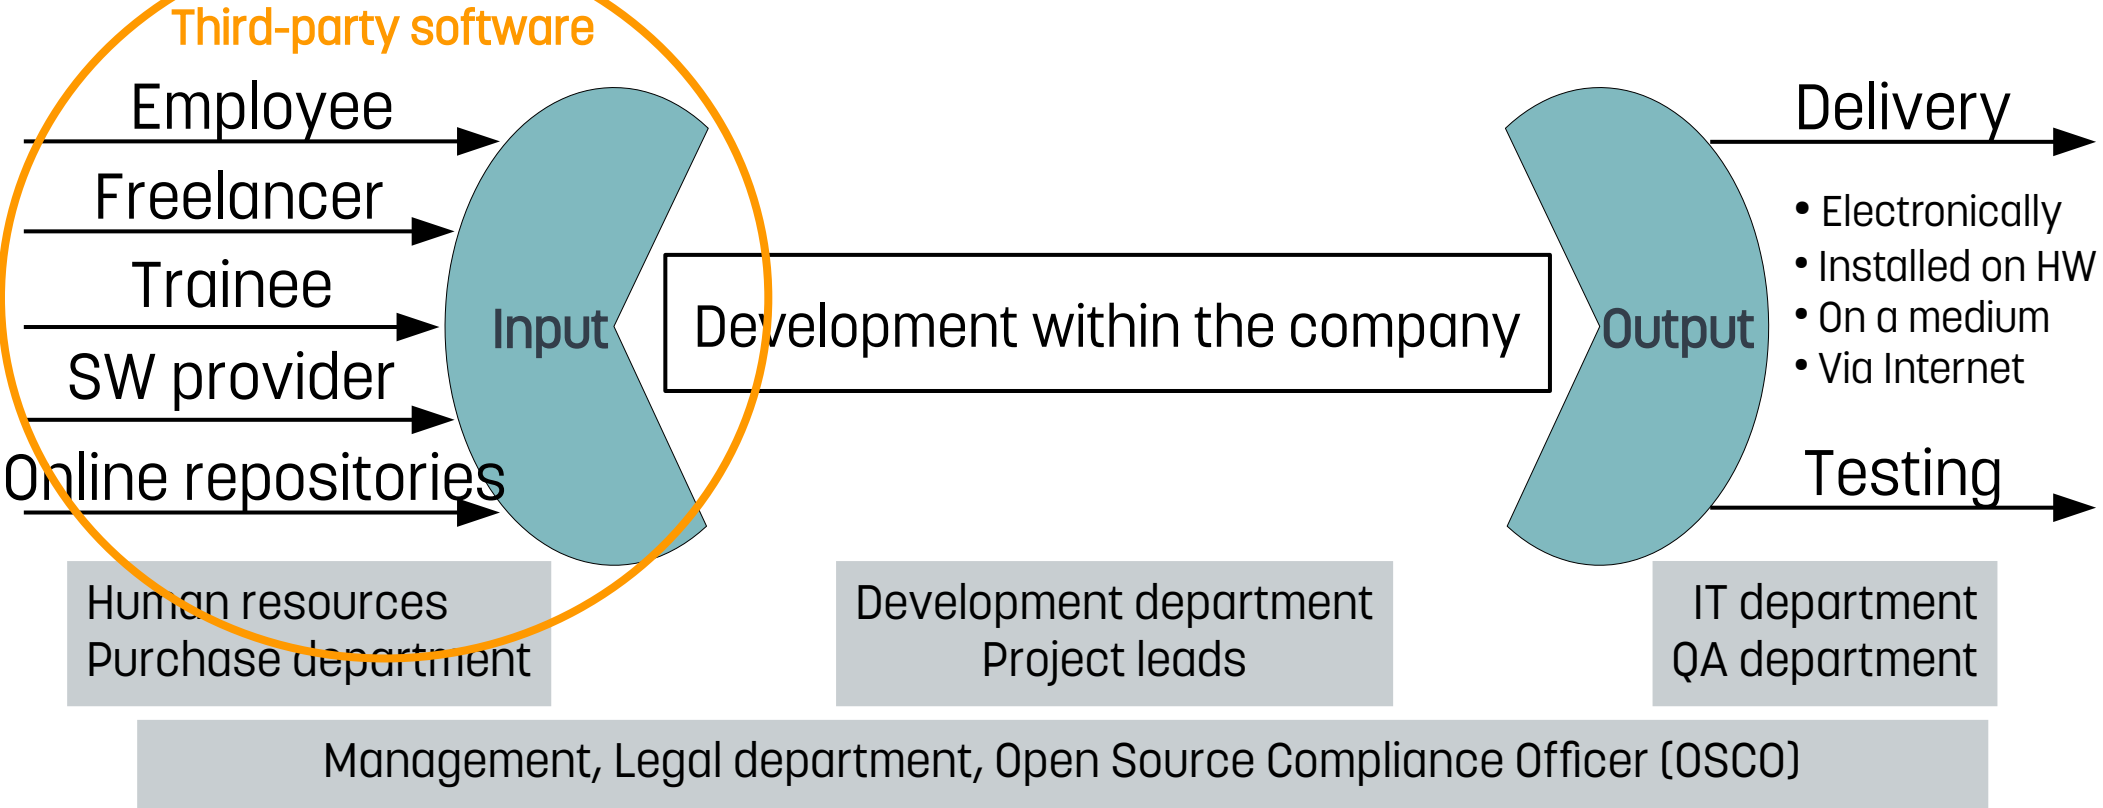 Third-party software
Employee
Freelancer
Trainee
SW provider
Online repositories
Input
Development within the company
Output
Delivery
• Electronically
• Installed on HW
• On a medium
• Via Internet
Testing
Human resources
Purchase department
Development department
Project leads
IT department
QA department
Management, Legal department, Open Source Compliance Officer (OSCO)